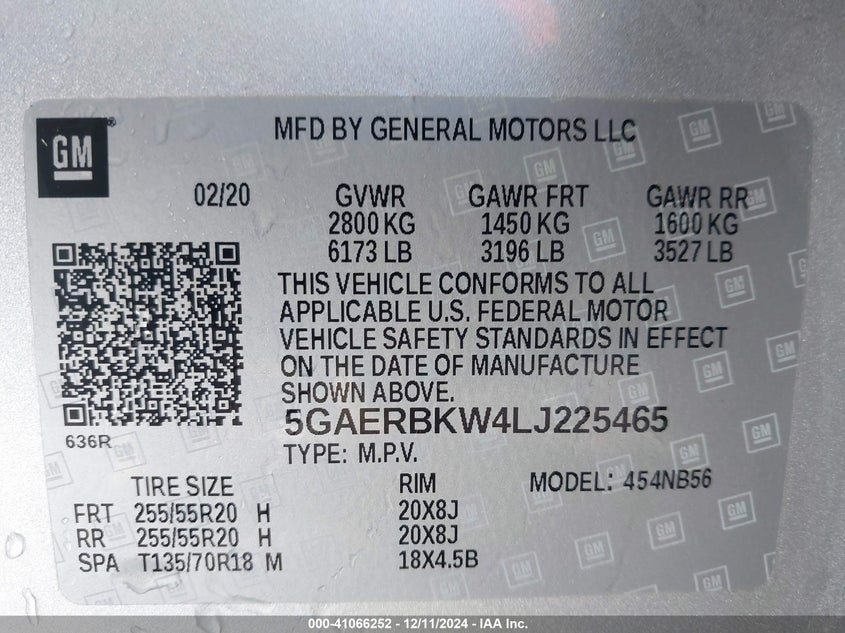 GM®
MFD BY GENERAL MOTORS LLC
02/20 GVWR GAWR FRT GAWR RR
2800 KG 1450 KG 1600 KG
6173 LB 3196 LB 3527 LB
THIS VEHICLE CONFORMS TO ALL
APPLICABLE U.S. FEDERAL MOTOR
VEHICLE SAFETY STANDARDS IN EFFECT
ON THE DATE OF MANUFACTURE
SHOWN ABOVE.
5GAERBKW4LJ225465
636R
TYPE: M.P.V.
TIRE SIZE RIM MODEL: 454NB56
FRT 255/55R20 H 20X8J
RR 255/55R20 H 20X8J
SPA T135/70R18 M 18X4.5B
000-41066252 - 12/11/2024 - IAA Inc.